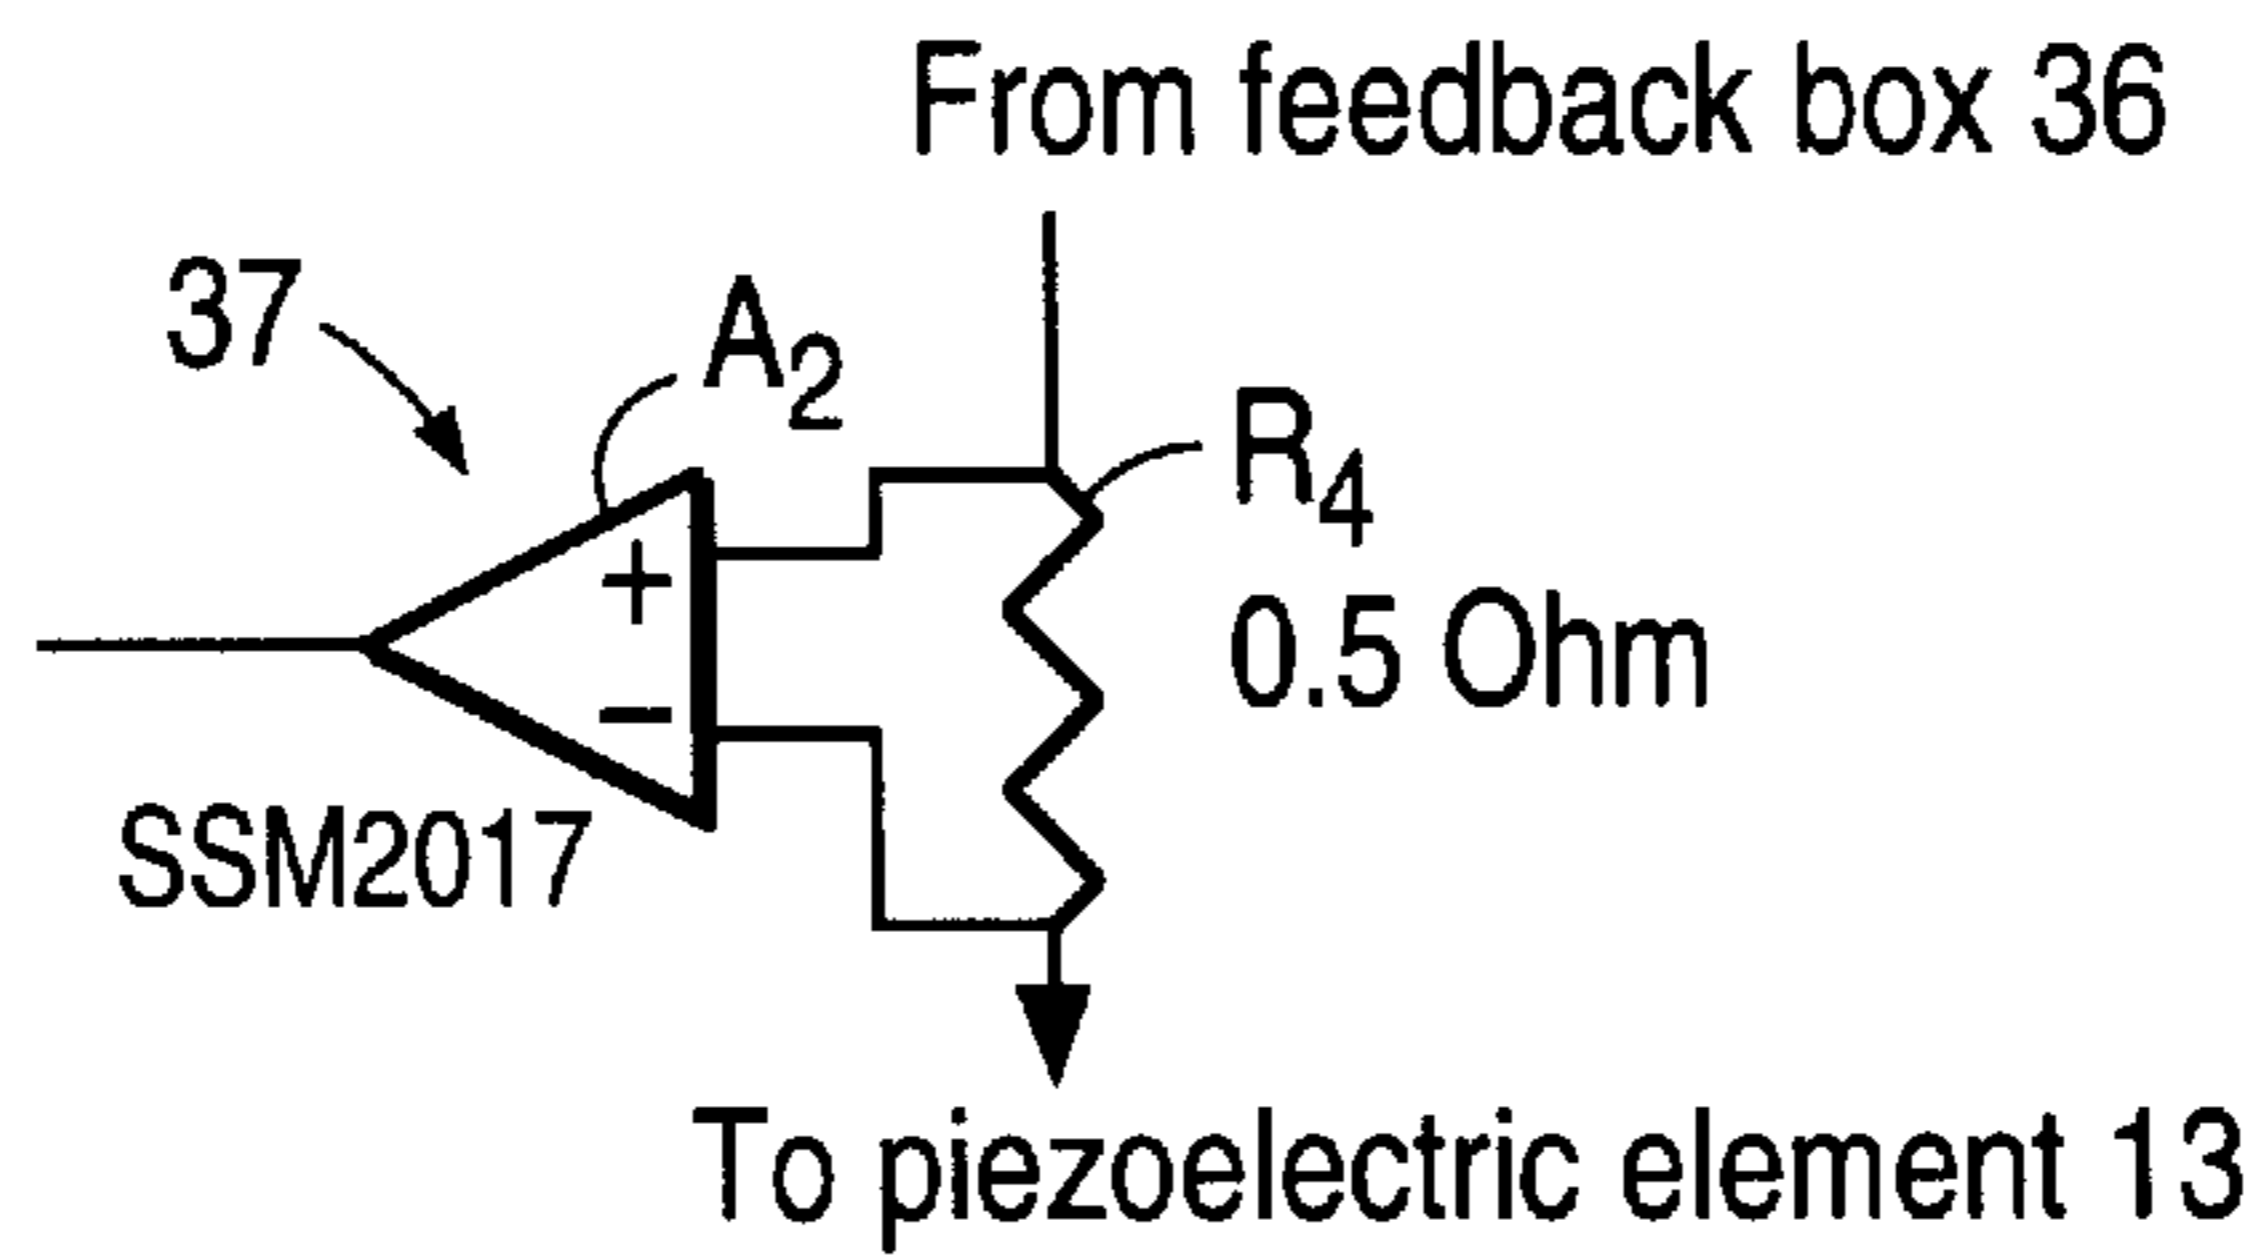 From feedback box 36
37
A2
R4
0.5 Ohm
+
−
SSM2017
To piezoelectric element 13